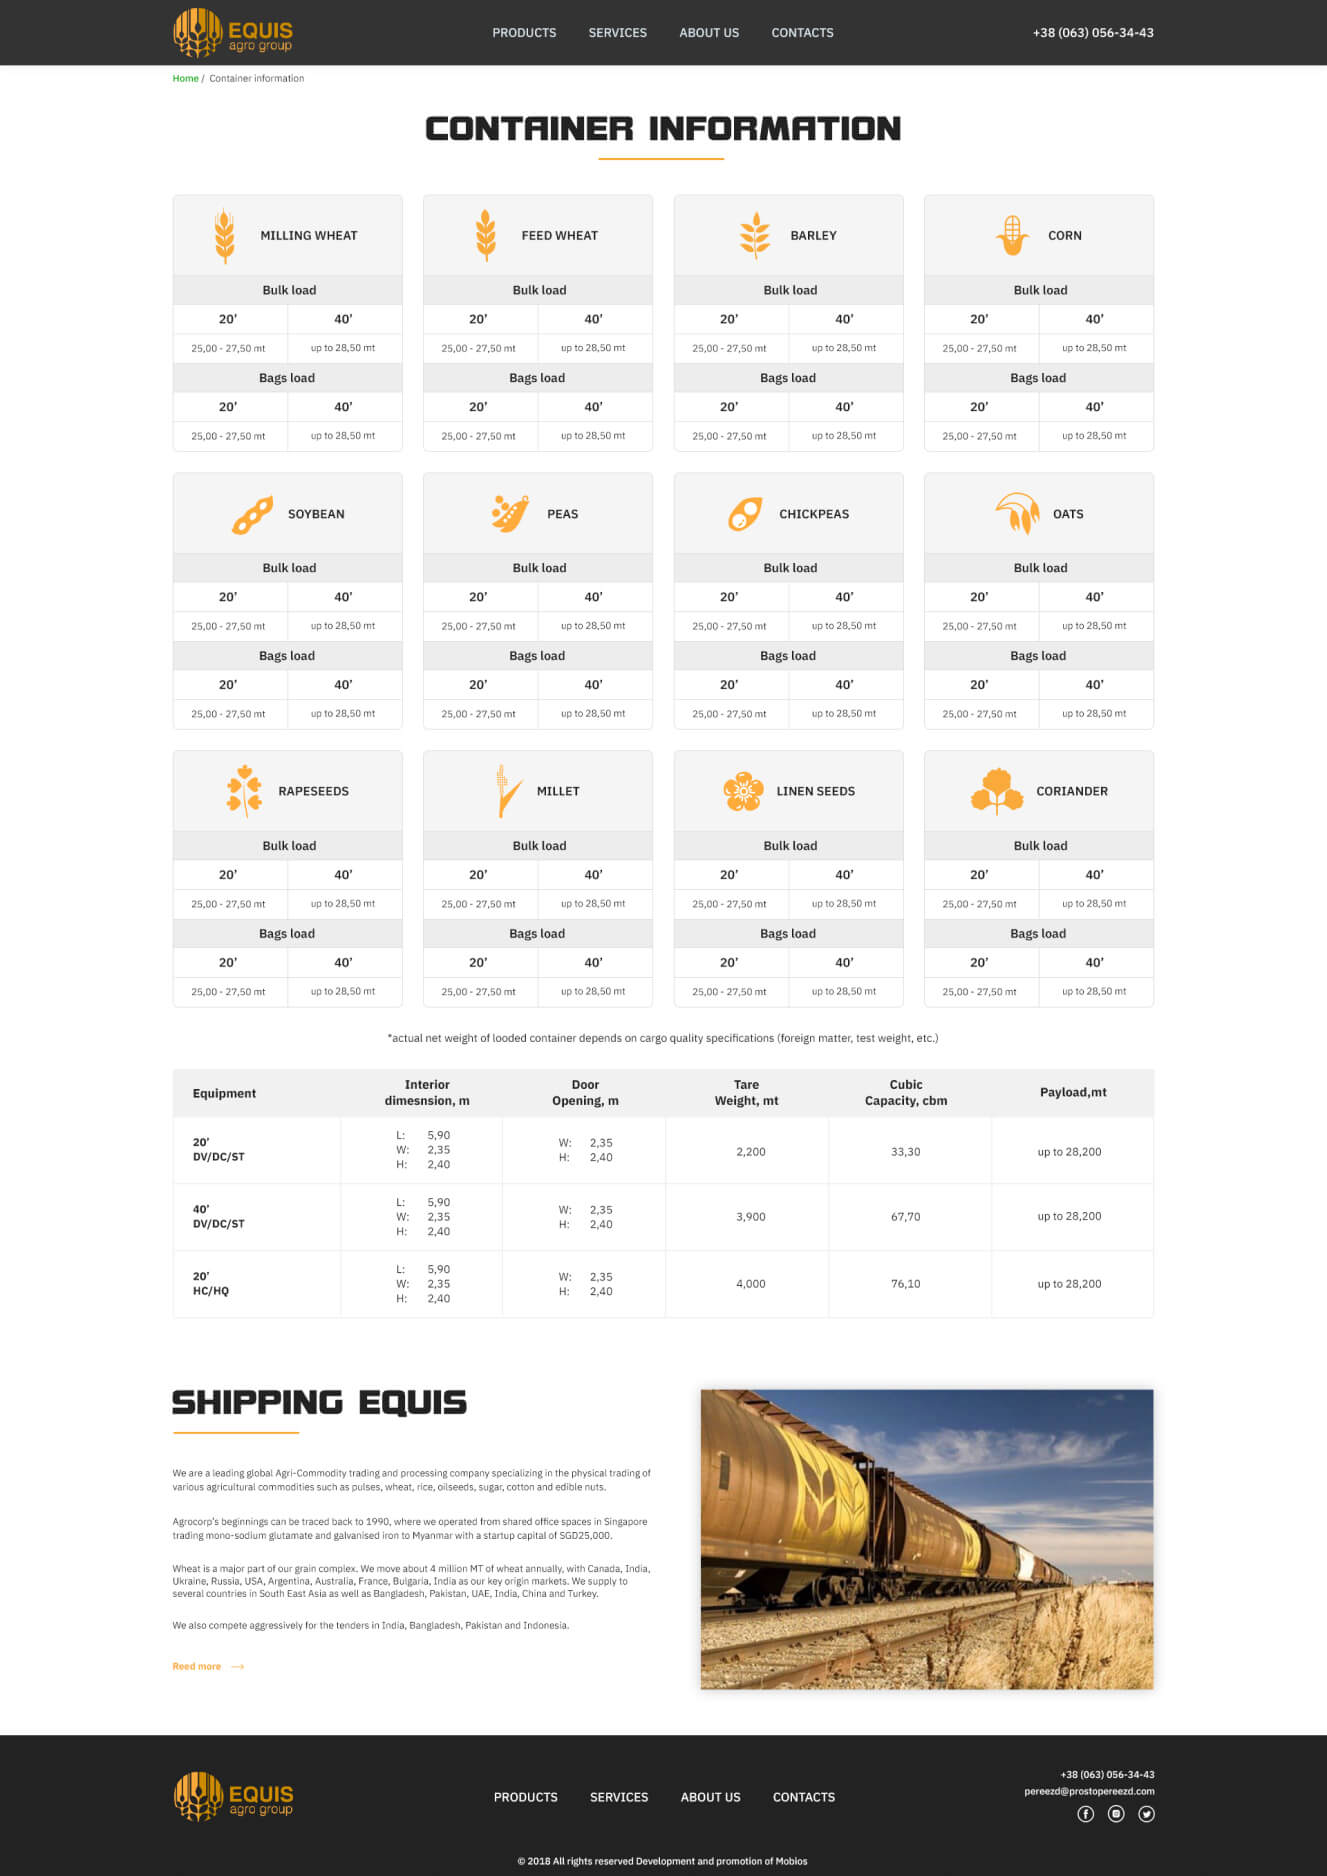 EQUIS
agro group
PRODUCTS SERVICES ABOUT US CONTACTS
+38 (063) 056-34-43
Home / Container information
CONTAINER INFORMATION
MILLING WHEAT FEED WHEAT BARLEY CORN
Bulk load Bulk load Bulk load Bulk load
20’ 40’ 20’ 40’ 20’ 40’ 20’ 40’
25,00 - 27,50 mt up to 28,50 mt 25,00 - 27,50 mt up to 28,50 mt 25,00 - 27,50 mt up to 28,50 mt 25,00 - 27,50 mt up to 28,50 mt
Bags load Bags load Bags load Bags load
20’ 40’ 20’ 40’ 20’ 40’ 20’ 40’
25,00 - 27,50 mt up to 28,50 mt 25,00 - 27,50 mt up to 28,50 mt 25,00 - 27,50 mt up to 28,50 mt 25,00 - 27,50 mt up to 28,50 mt
SOYBEAN PEAS CHICKPEAS OATS
Bulk load Bulk load Bulk load Bulk load
20’ 40’ 20’ 40’ 20’ 40’ 20’ 40’
25,00 - 27,50 mt up to 28,50 mt 25,00 - 27,50 mt up to 28,50 mt 25,00 - 27,50 mt up to 28,50 mt 25,00 - 27,50 mt up to 28,50 mt
Bags load Bags load Bags load Bags load
20’ 40’ 20’ 40’ 20’ 40’ 20’ 40’
25,00 - 27,50 mt up to 28,50 mt 25,00 - 27,50 mt up to 28,50 mt 25,00 - 27,50 mt up to 28,50 mt 25,00 - 27,50 mt up to 28,50 mt
RAPESEEDS MILLET LINEN SEEDS CORIANDER
Bulk load Bulk load Bulk load Bulk load
20’ 40’ 20’ 40’ 20’ 40’ 20’ 40’
25,00 - 27,50 mt up to 28,50 mt 25,00 - 27,50 mt up to 28,50 mt 25,00 - 27,50 mt up to 28,50 mt 25,00 - 27,50 mt up to 28,50 mt
Bags load Bags load Bags load Bags load
20’ 40’ 20’ 40’ 20’ 40’ 20’ 40’
25,00 - 27,50 mt up to 28,50 mt 25,00 - 27,50 mt up to 28,50 mt 25,00 - 27,50 mt up to 28,50 mt 25,00 - 27,50 mt up to 28,50 mt
*actual net weight of looded container depends on cargo quality specifications (foreign matter, test weight, etc.)
Equipment
Interior
dimesnsion, m
Door
Opening, m
Tare
Weight, mt
Cubic
Capacity, cbm
Payload,mt
20’
DV/DC/ST
L: 5,90
W: 2,35
H: 2,40
W: 2,35
H: 2,40
2,200
33,30
up to 28,200
40’
DV/DC/ST
L: 5,90
W: 2,35
H: 2,40
W: 2,35
H: 2,40
3,900
67,70
up to 28,200
20’
HC/HQ
L: 5,90
W: 2,35
H: 2,40
W: 2,35
H: 2,40
4,000
76,10
up to 28,200
SHIPPING EQUIS
We are a leading global Agri-Commodity trading and processing company specializing in the physical trading of
various agricultural commodities such as pulses, wheat, rice, oilseeds, sugar, cotton and edible nuts.
Agrocorp’s beginnings can be traced back to 1990, where we operated from shared office spaces in Singapore
trading mono-sodium glutamate and galvanised iron to Myanmar with a startup capital of SGD25,000.
Wheat is a major part of our grain complex. We move about 4 million MT of wheat annually, with Canada, India,
Ukraine, Russia, USA, Argentina, Australia, France, Bulgaria, India as our key origin markets. We supply to
several countries in South East Asia as well as Bangladesh, Pakistan, UAE, India, China and Turkey.
We also compete aggressively for the tenders in India, Bangladesh, Pakistan and Indonesia.
Reed more
EQUIS
agro group
PRODUCTS SERVICES ABOUT US CONTACTS
+38 (063) 056-34-43
pereezd@prostopereezd.com
© 2018 All rights reserved Development and promotion of Mobios